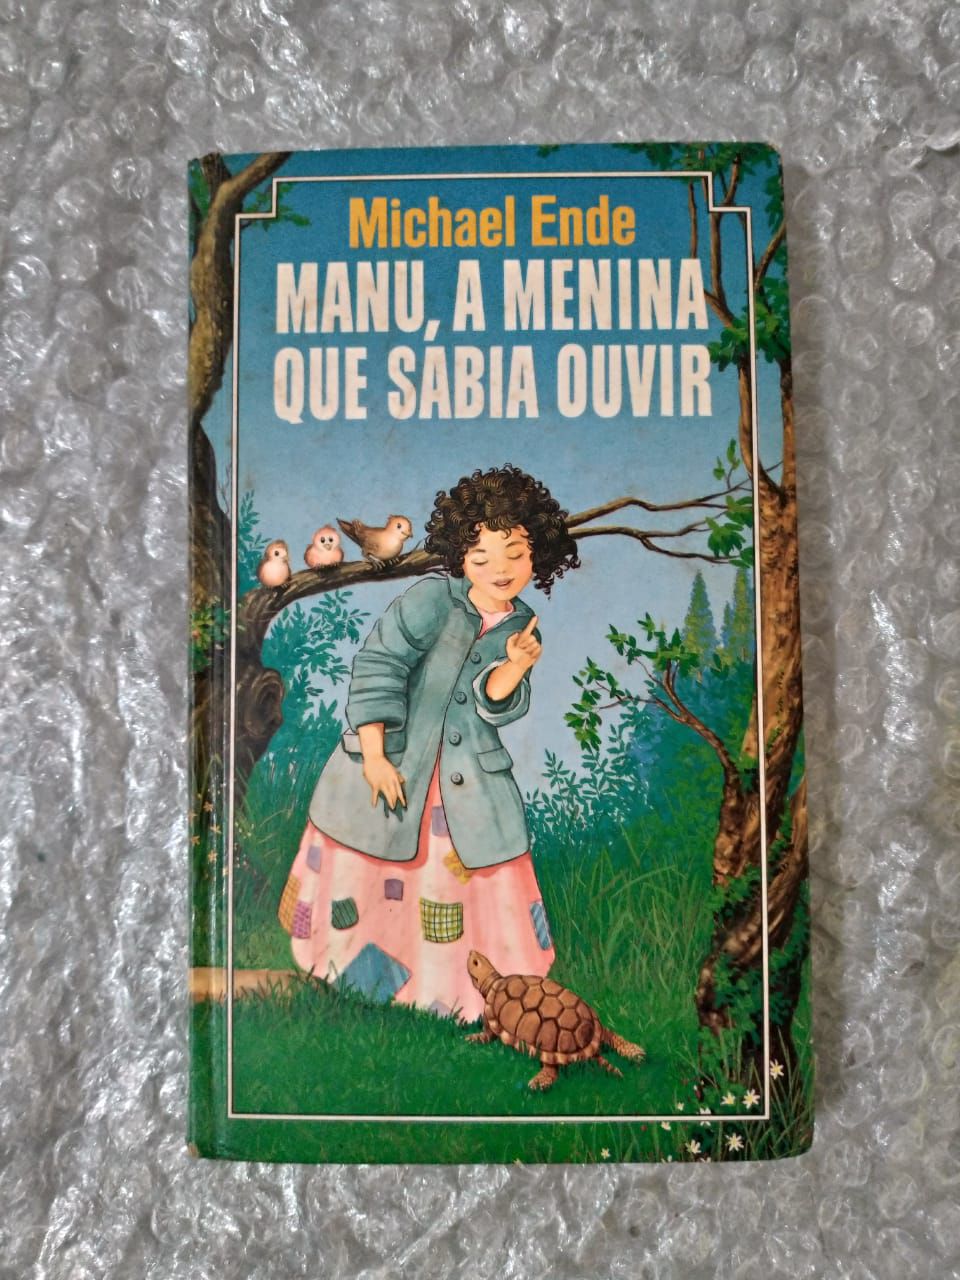 Michael Ende
MANU, A MENINA
QUE SABIA OUVIR